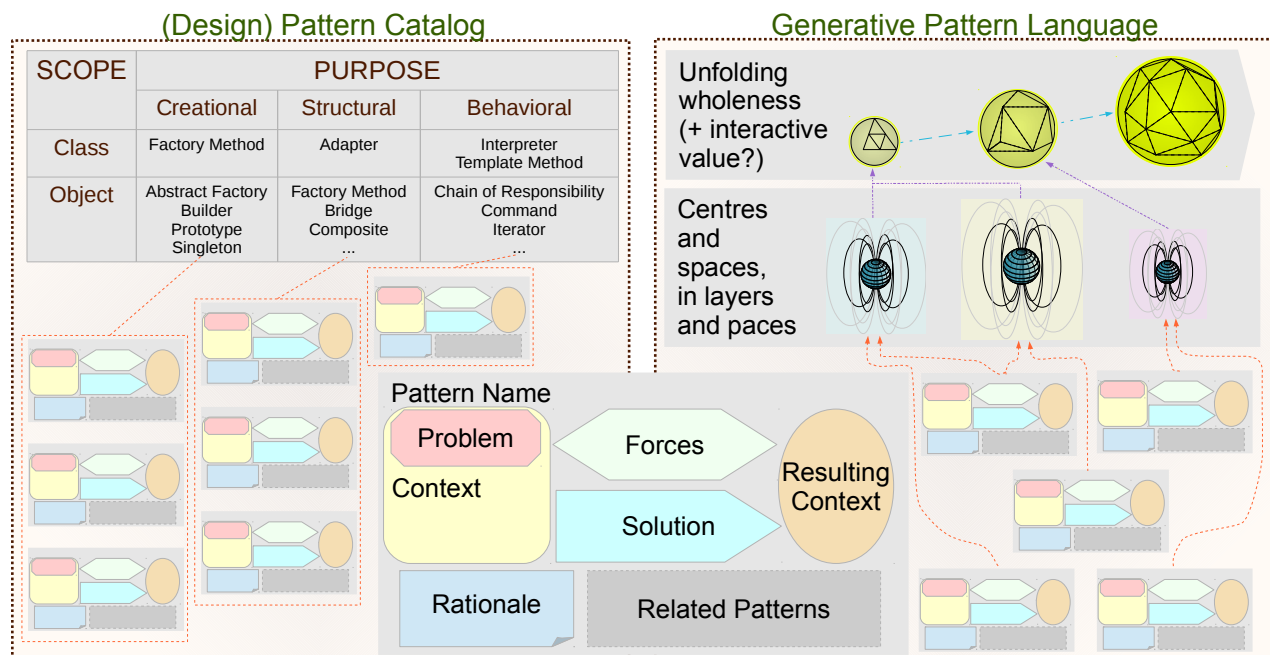 (Design) Pattern Catalog
SCOPE
PURPOSE
Creational
Structural
Behavioral
Class
Factory Method
Adapter
Interpreter
Template Method
Object
Abstract Factory
Builder
Prototype
Singleton
Factory Method
Bridge
Composite
...
Chain of Responsibility
Command
Iterator
...
Generative Pattern Language
Unfolding
wholeness
(+ interactive
value?)
Centres
and
spaces,
in layers
and paces
Pattern Name
Problem
Context
Forces
Solution
Resulting
Context
Rationale
Related Patterns